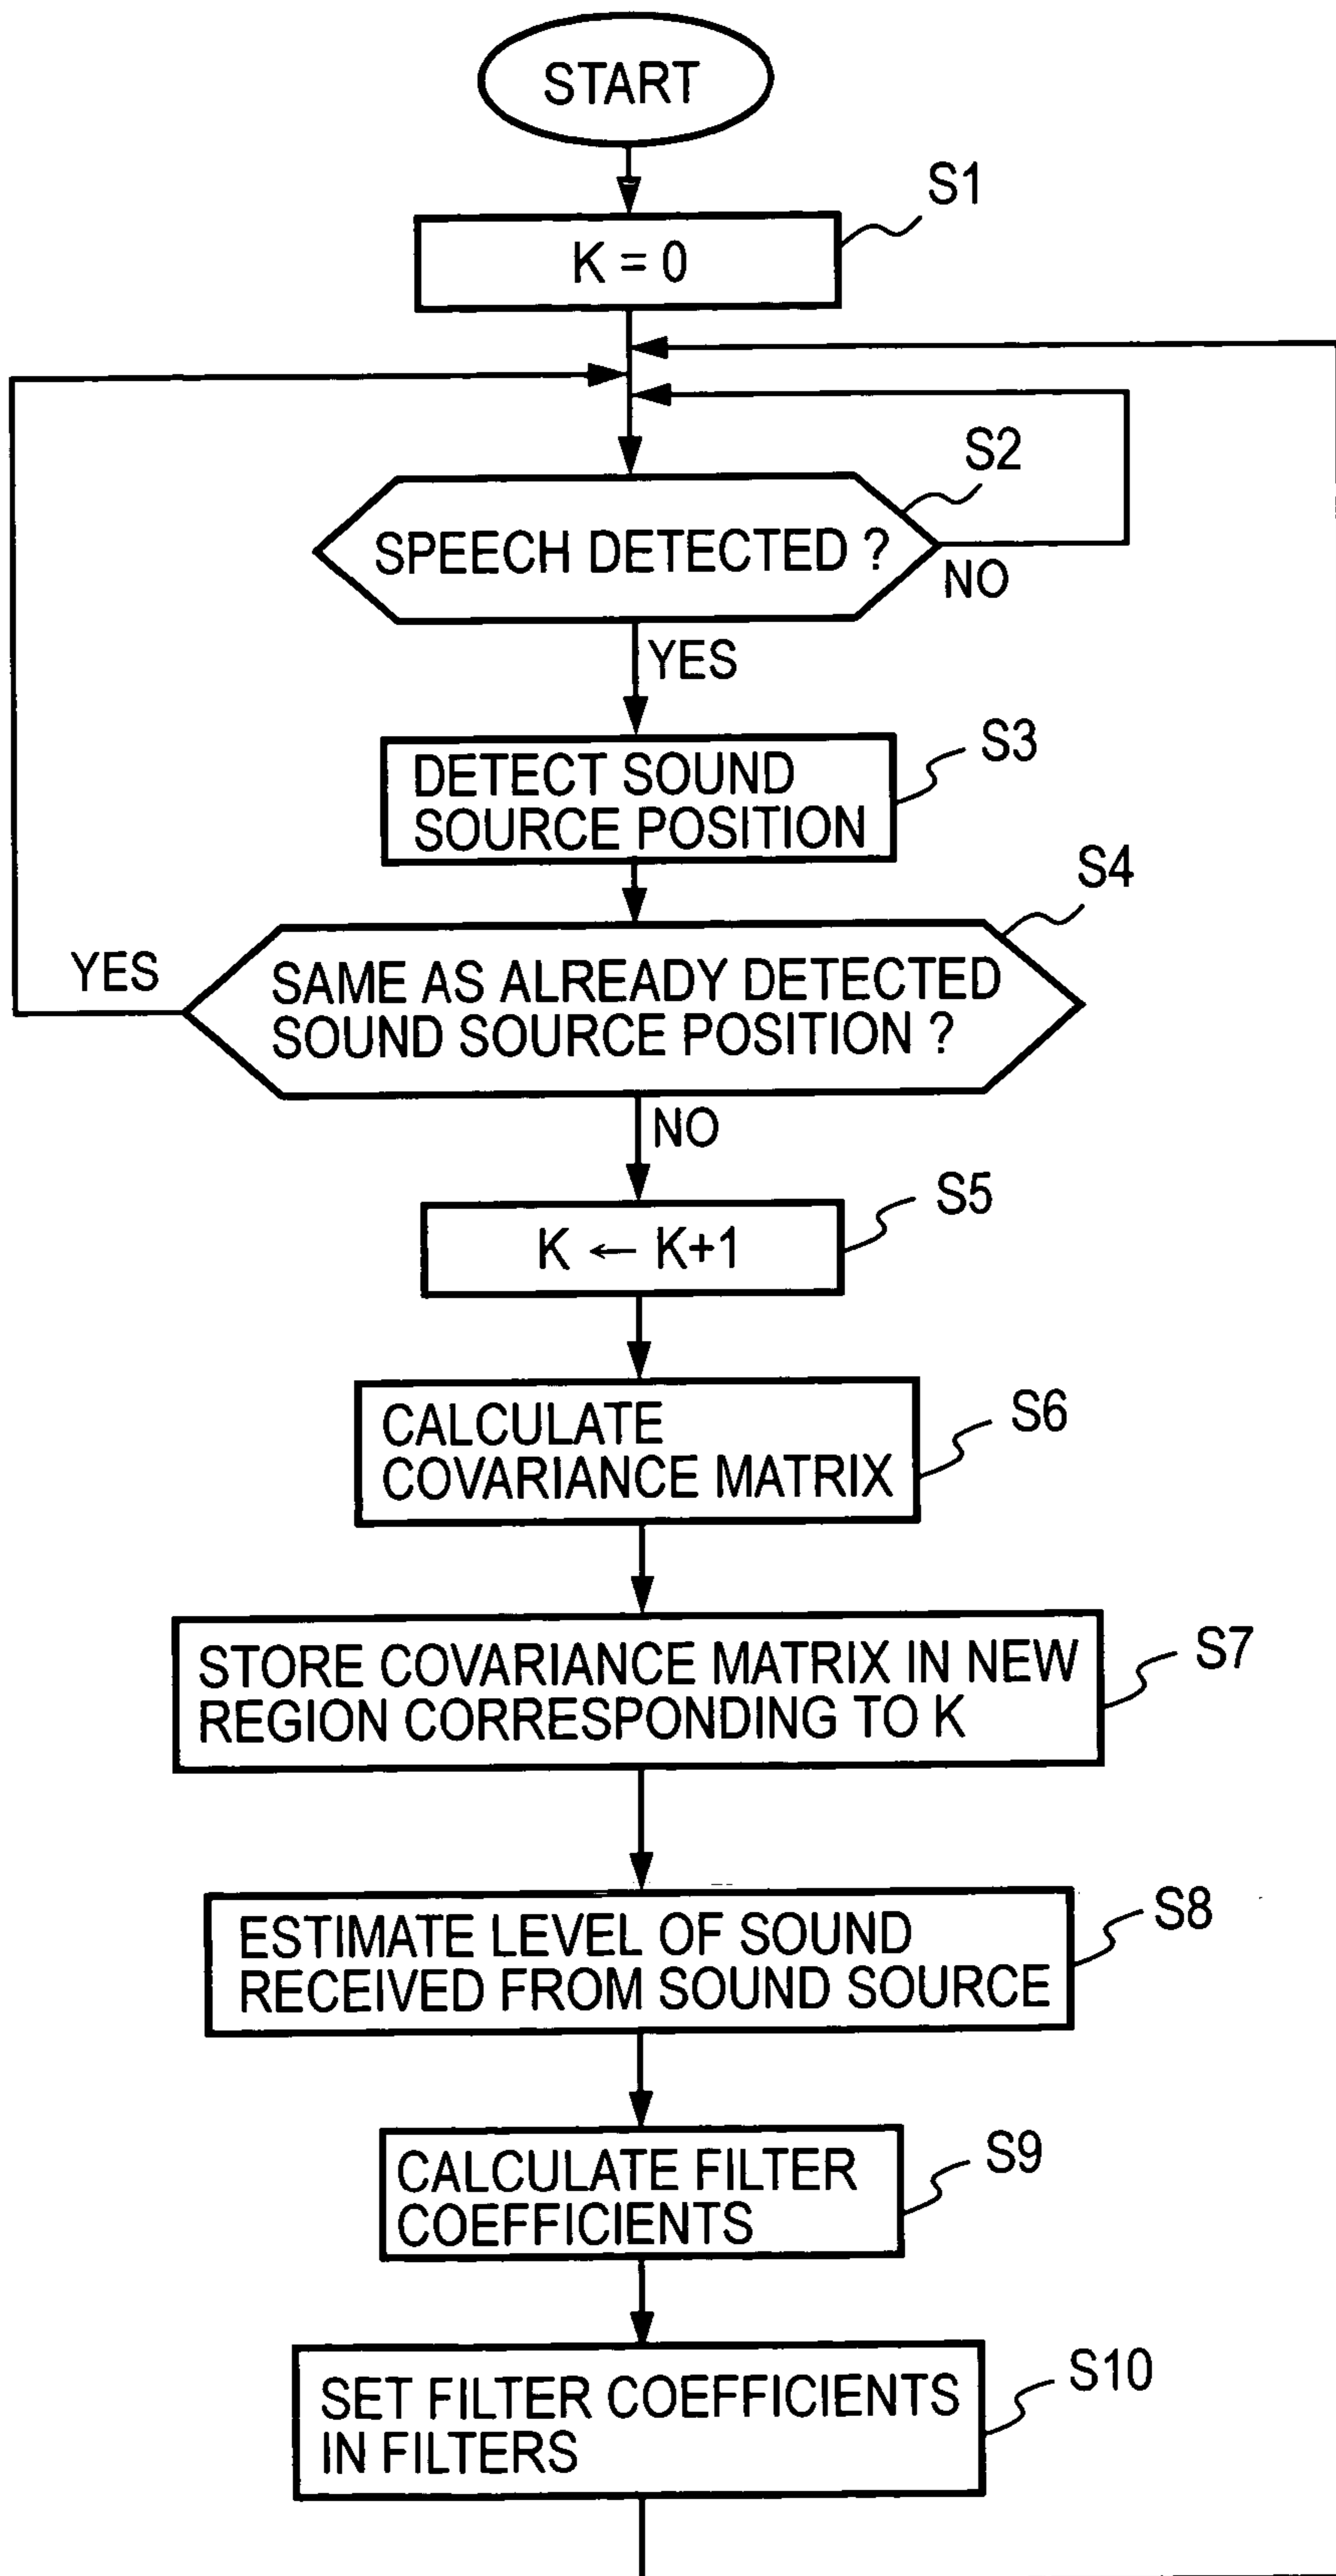 START
S1
K = 0
S2
SPEECH DETECTED ?
NO
YES
S3
DETECT SOUND
SOURCE POSITION
S4
YES
SAME AS ALREADY DETECTED
SOUND SOURCE POSITION ?
NO
S5
K ← K+1
S6
CALCULATE
COVARIANCE MATRIX
S7
STORE COVARIANCE MATRIX IN NEW
REGION CORRESPONDING TO K
S8
ESTIMATE LEVEL OF SOUND
RECEIVED FROM SOUND SOURCE
S9
CALCULATE FILTER
COEFFICIENTS
S10
SET FILTER COEFFICIENTS
IN FILTERS